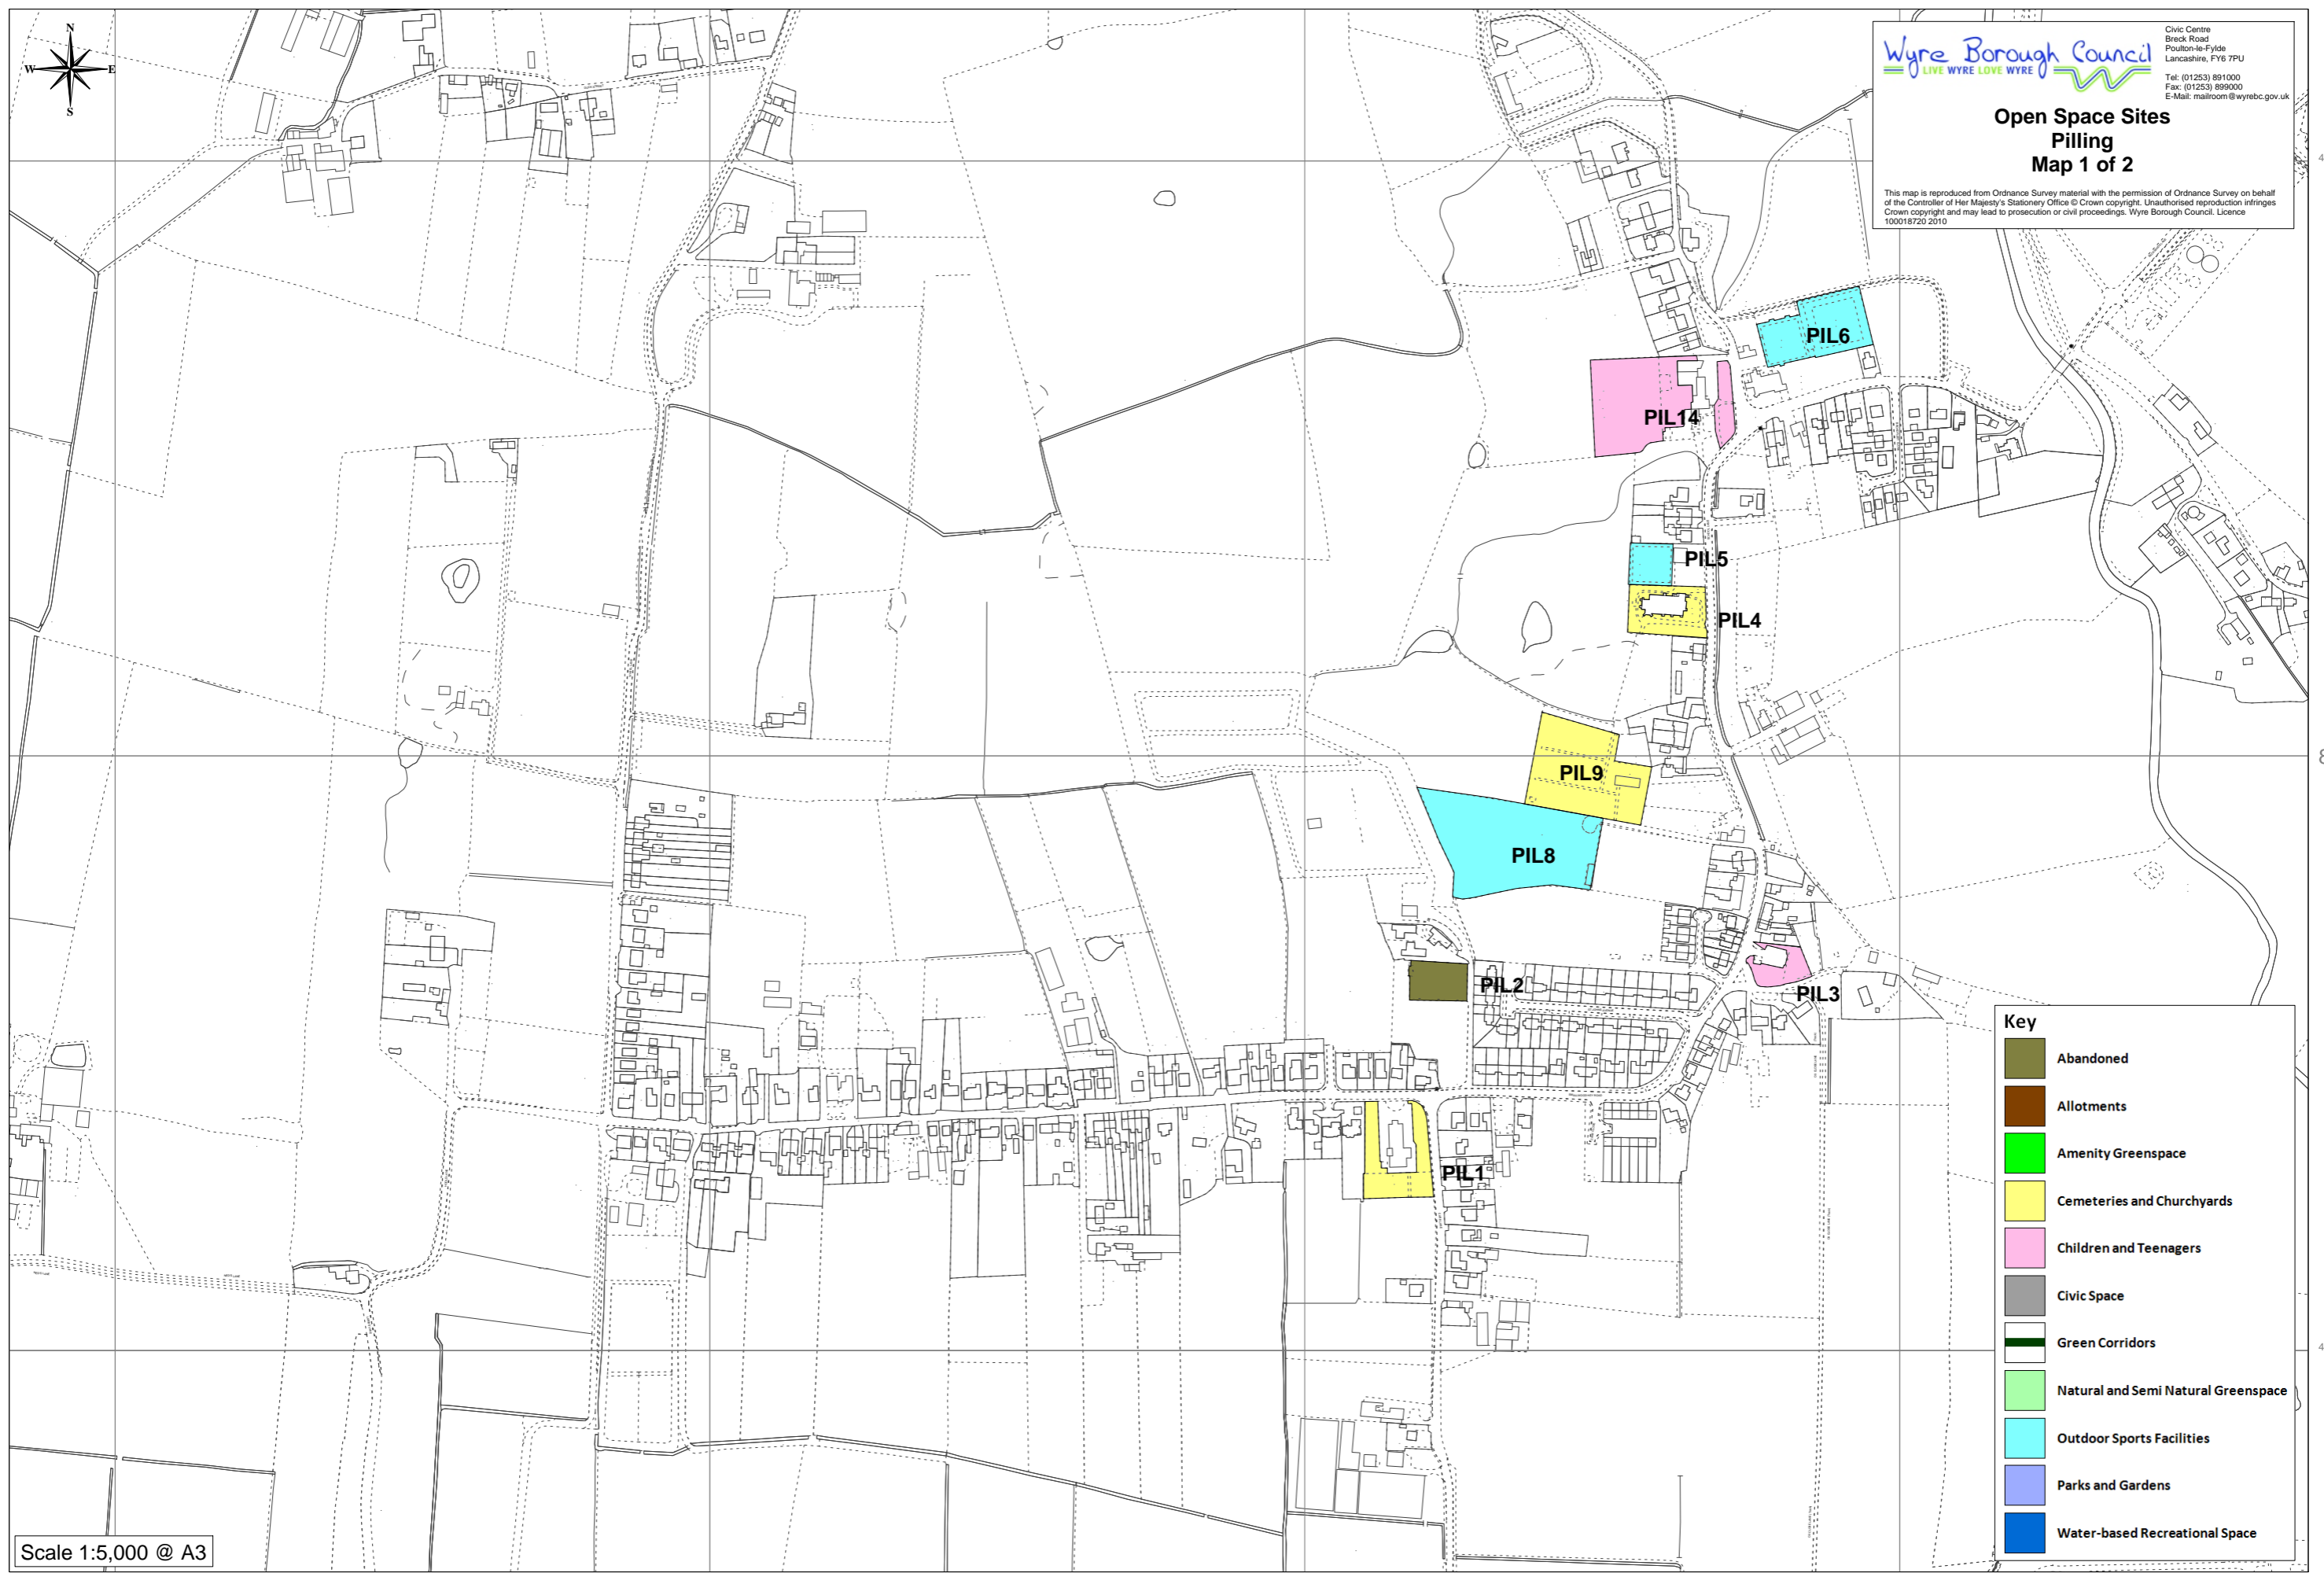 N
W E
S
Wyre Borough Council
LIVE WYRE LOVE WYRE
Civic Centre
Breck Road
Poulton-le-Fylde
Lancashire, FY6 7PU
Tel: (01253) 891000
Fax: (01253) 899000
E-Mail: mailroom@wyrebc.gov.uk
Open Space Sites
Pilling
Map 1 of 2
This map is reproduced from Ordnance Survey material with the permission of Ordnance Survey on behalf
of the Controller of Her Majesty's Stationery Office © Crown copyright. Unauthorised reproduction infringes
Crown copyright and may lead to prosecution or civil proceedings. Wyre Borough Council. Licence
100018720 2010
4
PIL6
PIL14
PIL5
PIL4
8
PIL9
PIL8
PIL2
PIL3
PIL1
4
Key
Abandoned
Allotments
Amenity Greenspace
Cemeteries and Churchyards
Children and Teenagers
Civic Space
Green Corridors
Natural and Semi Natural Greenspace
Outdoor Sports Facilities
Parks and Gardens
Water-based Recreational Space
Scale 1:5,000 @ A3